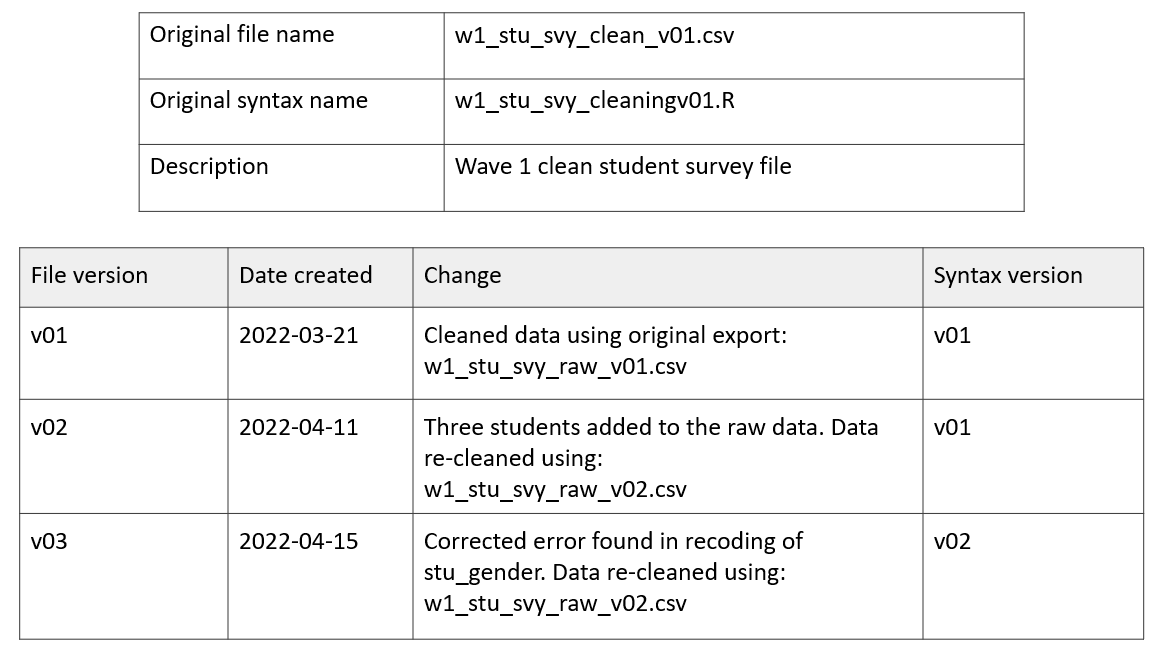 Original file name w1_stu_svy_clean_v01.csv
Original syntax name w1_stu_svy_cleaningv01.R
Description Wave 1 clean student survey file
File version Date created Change Syntax version
v01 2022-03-21 Cleaned data using original export: v01
w1_stu_svy_raw_v01.csv
v02 2022-04-11 Three students added to the raw data. Data v01
re-cleaned using:
w1_stu_svy_raw_v02.csv
v03 2022-04-15 Corrected error found in recoding of v02
stu_gender. Data re-cleaned using:
w1_stu_svy_raw_v02.csv